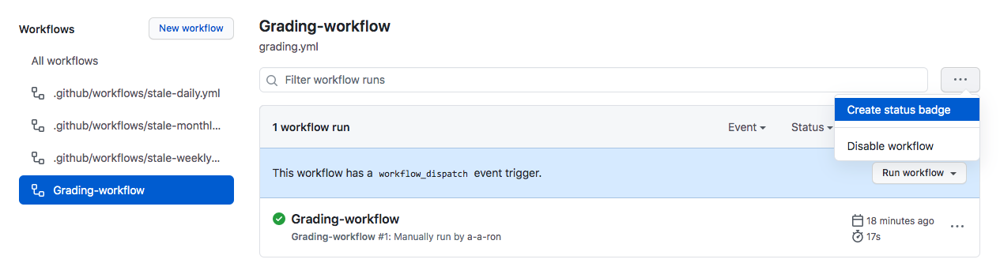 Workflows
New workflow
All workflows
.github/workflows/stale-daily.yml
.github/workflows/stale-monthl...
.github/workflows/stale-weekly...
Grading-workflow
Grading-workflow
grading.yml
Filter workflow runs
Create status badge
Disable workflow
1 workflow run
Event
Status
This workflow has a workflow_dispatch event trigger.
Run workflow
Grading-workflow
Grading-workflow #1: Manually run by a-a-ron
18 minutes ago
17s